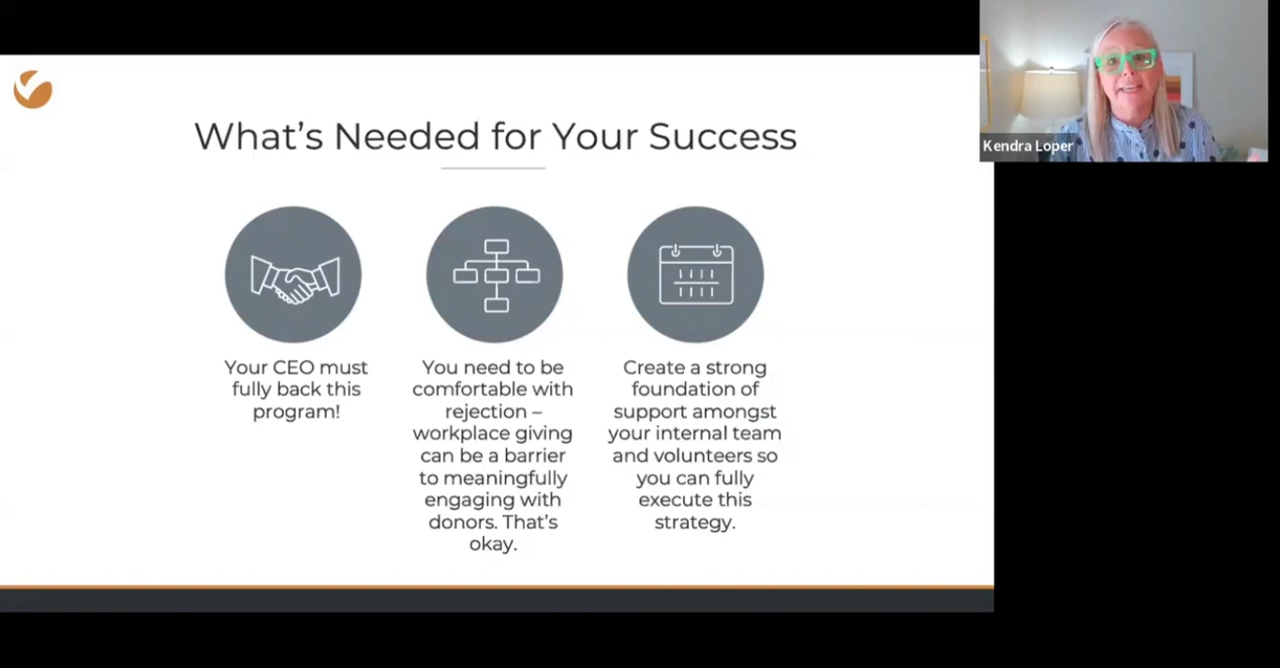 What's Needed for Your Success
Your CEO must
fully back this
program!
You need to be
comfortable with
rejection –
workplace giving
can be a barrier
to meaningfully
engaging with
donors. That's
okay.
Create a strong
foundation of
support amongst
your internal team
and volunteers so
you can fully
execute this
strategy.
Kendra Loper